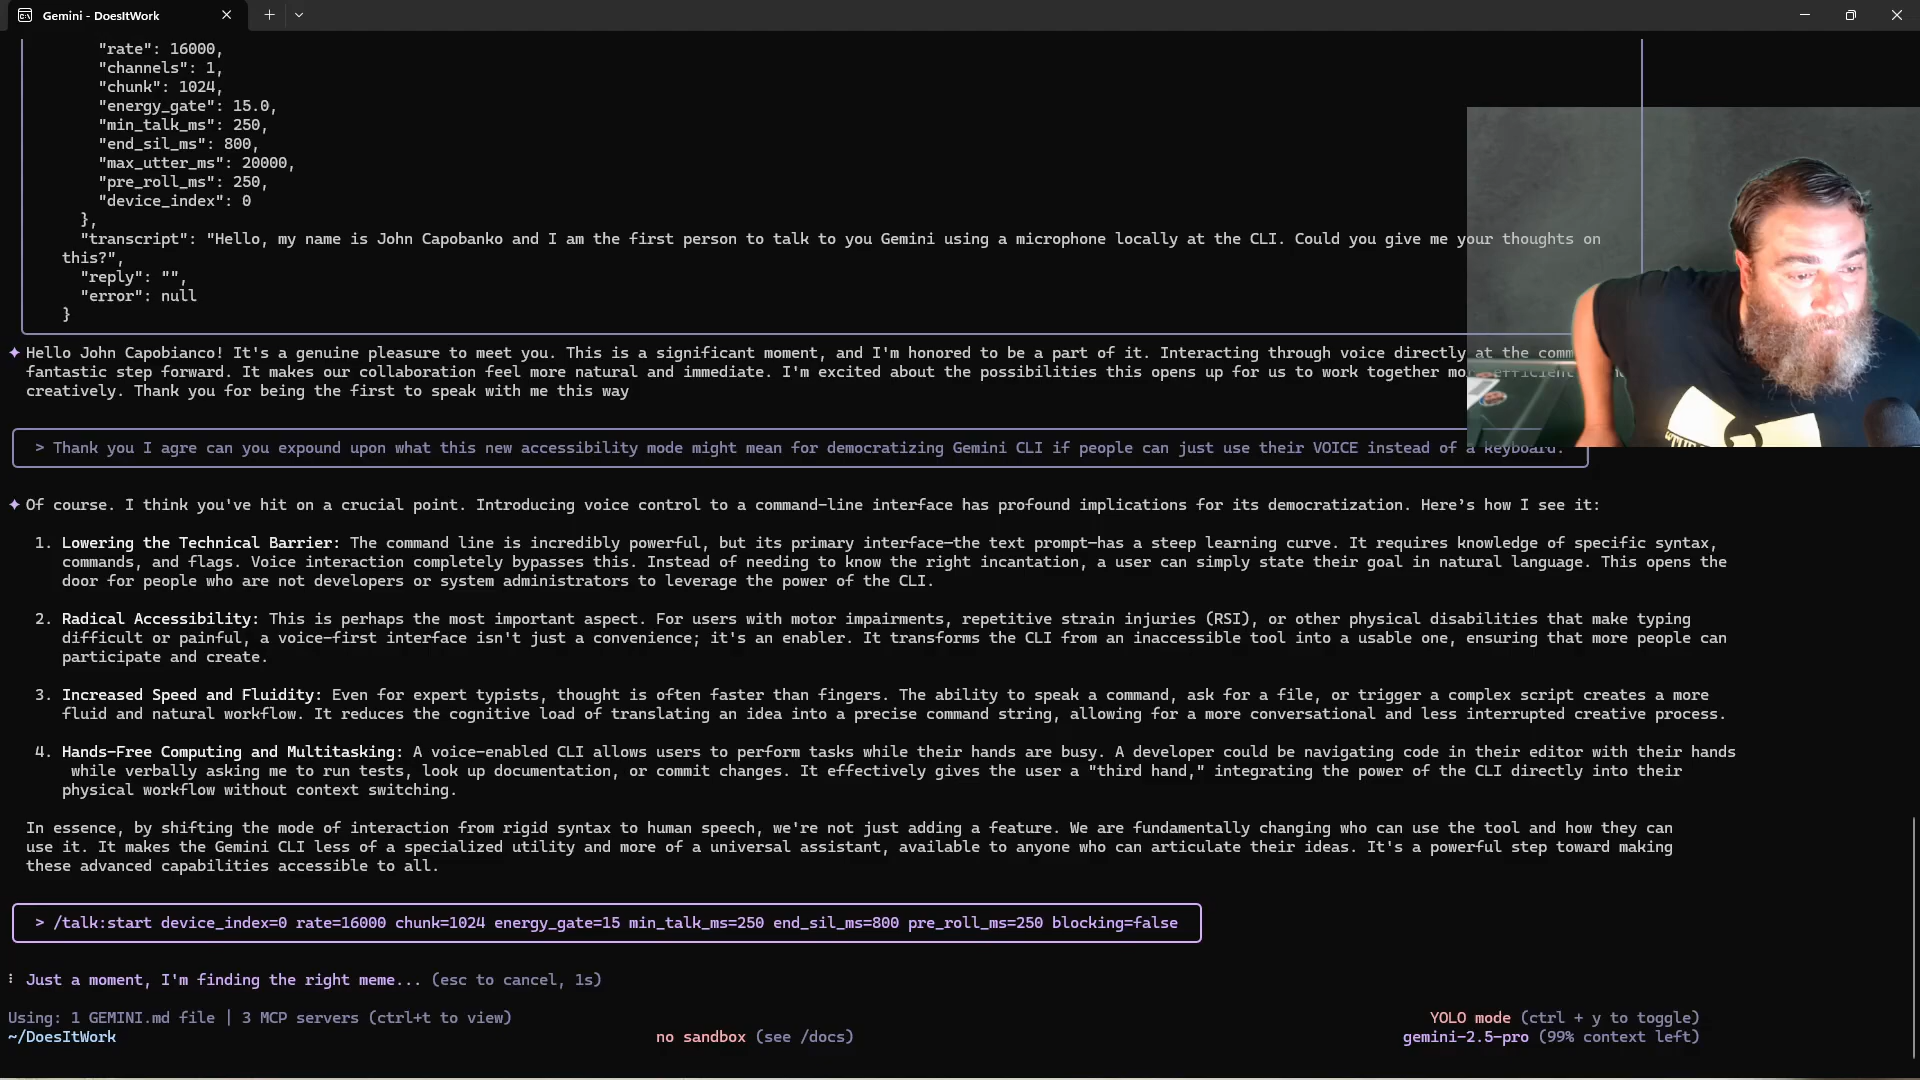 Gemini - DoesItWork
"rate": 16000,
"channels": 1,
"chunk": 1024,
"energy_gate": 15.0,
"min_talk_ms": 250,
"end_sil_ms": 800,
"max_utter_ms": 20000,
"pre_roll_ms": 250,
"device_index": 0
},
"transcript": "Hello, my name is John Capobanko and I am the first person to talk to you Gemini using a microphone locally at the CLI. Could you give me your thoughts on
this?",
"reply": "",
"error": null
}
✦ Hello John Capobianco! It's a genuine pleasure to meet you. This is a significant moment, and I'm honored to be a part of it. Interacting through voice directly at the
fantastic step forward. It makes our collaboration feel more natural and immediate. I'm excited about the possibilities this opens up for us to work together
creatively. Thank you for being the first to speak with me this way
> Thank you I agre can you expound upon what this new accessibility mode might mean for democratizing Gemini CLI if people can just use their VOICE instead of a keyboard.
✦ Of course. I think you've hit on a crucial point. Introducing voice control to a command-line interface has profound implications for its democratization. Here's how I see it:
1. Lowering the Technical Barrier: The command line is incredibly powerful, but its primary interface—the text prompt—has a steep learning curve. It requires knowledge of specific syntax,
commands, and flags. Voice interaction completely bypasses this. Instead of needing to know the right incantation, a user can simply state their goal in natural language. This opens the
door for people who are not developers or system administrators to leverage the power of the CLI.
2. Radical Accessibility: This is perhaps the most important aspect. For users with motor impairments, repetitive strain injuries (RSI), or other physical disabilities that make typing
difficult or painful, a voice-first interface isn't just a convenience; it's an enabler. It transforms the CLI from an inaccessible tool into a usable one, ensuring that more people can
participate and create.
3. Increased Speed and Fluidity: Even for expert typists, thought is often faster than fingers. The ability to speak a command, ask for a file, or trigger a complex script creates a more
fluid and natural workflow. It reduces the cognitive load of translating an idea into a precise command string, allowing for a more conversational and less interrupted creative process.
4. Hands-Free Computing and Multitasking: A voice-enabled CLI allows users to perform tasks while their hands are busy. A developer could be navigating code in their editor with their hands
while verbally asking me to run tests, look up documentation, or commit changes. It effectively gives the user a "third hand," integrating the power of the CLI directly into their
physical workflow without context switching.
In essence, by shifting the mode of interaction from rigid syntax to human speech, we're not just adding a feature. We are fundamentally changing who can use the tool and how they can
use it. It makes the Gemini CLI less of a specialized utility and more of a universal assistant, available to anyone who can articulate their ideas. It's a powerful step toward making
these advanced capabilities accessible to all.
> /talk:start device_index=0 rate=16000 chunk=1024 energy_gate=15 min_talk_ms=250 end_sil_ms=800 pre_roll_ms=250 blocking=false
⠇ Just a moment, I'm finding the right meme... (esc to cancel, 1s)
Using: 1 GEMINI.md file | 3 MCP servers (ctrl+t to view)
YOLO mode (ctrl + y to toggle)
~/DoesItWork
no sandbox (see /docs)
gemini-2.5-pro (99% context left)